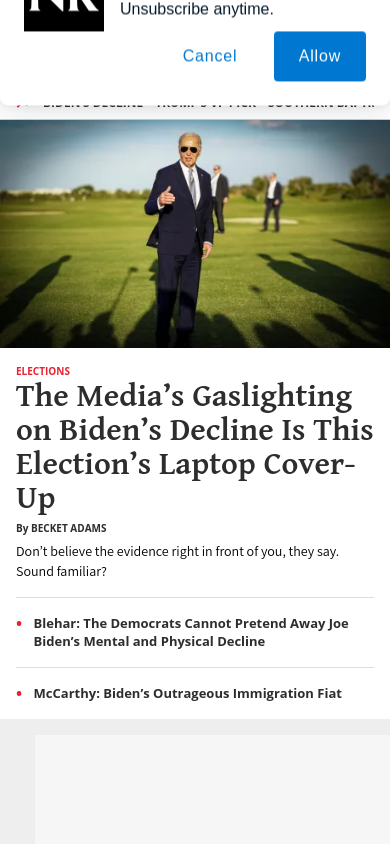 NR
Unsubscribe anytime.
Cancel Allow
BIDEN'S DECLINE TRUMP'S VP PICK SOUTHERN
ELECTIONS
The Media’s Gaslighting
on Biden’s Decline Is This
Election’s Laptop Cover-
Up
By BECKET ADAMS
Don’t believe the evidence right in front of you, they say.
Sound familiar?
• Blehar: The Democrats Cannot Pretend Away Joe
Biden’s Mental and Physical Decline
• McCarthy: Biden’s Outrageous Immigration Fiat